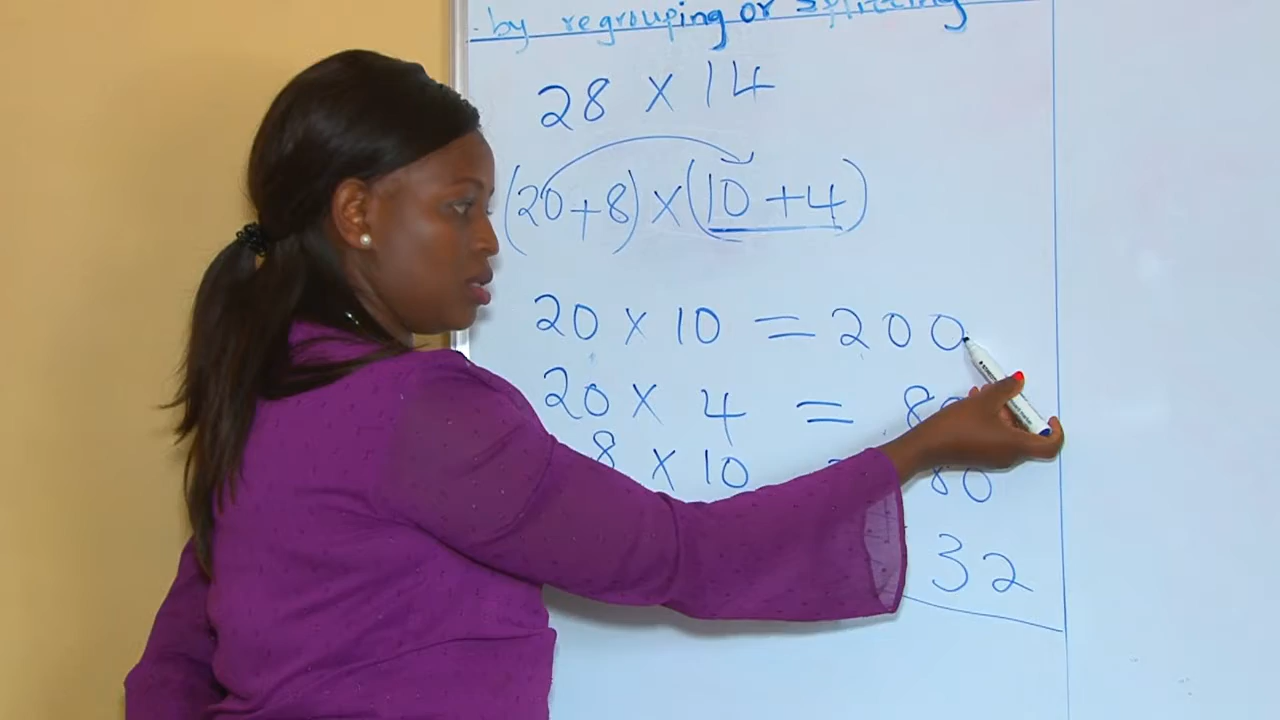 by regrouping or splitting
28 x 14
(20+8) x (10 + 4)
20 x 10 = 200
20 x 4 = 80
8 x 10 = 80
32